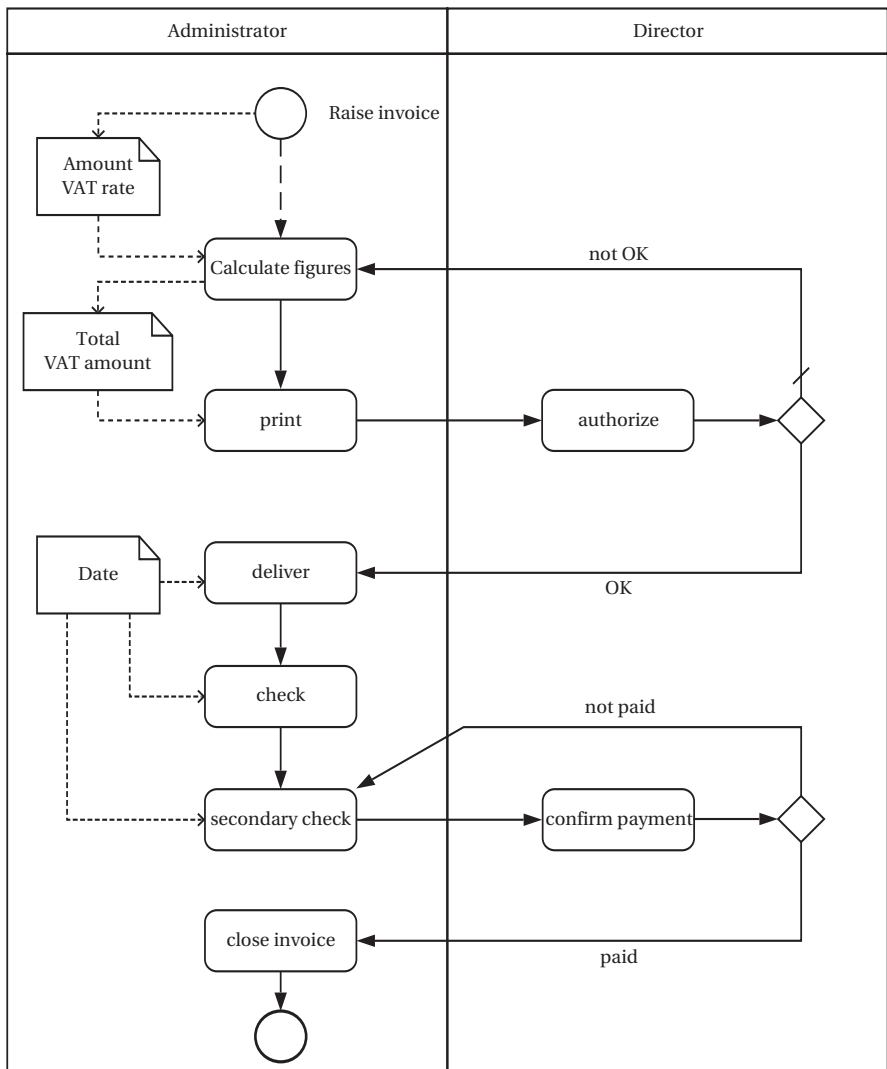 Administrator
Director
Raise invoice
Amount
VAT rate
Calculate figures
not OK
Total
VAT amount
print
authorize
Date
deliver
OK
check
not paid
secondary check
confirm payment
close invoice
paid